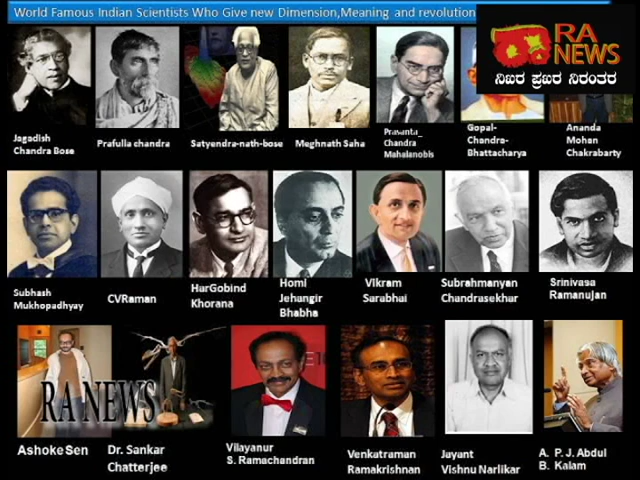 World Famous Indian Scientists Who Give new Dimension,Meaning and revolution
RA
NEWS
ನಿಖರ ಪ್ರಖರ ನಿರಂತರ
Jagadish
Chandra Bose
Prafulla chandra
Satyendra-nath-bose
Meghnath Saha
Prasanta_
Chandra
Mahalanobis
Gopal-
Chandra-
Bhattacharya
Ananda
Mohan
Chakrabarty
Subhash
Mukhopadhyay
CVRaman
HarGobind
Khorana
Homi
Jehangir
Bhabha
Vikram
Sarabhai
Subrahmanyan
Chandrasekhar
Srinivasa
Ramanujan
RA NEWS
Ashoke Sen
Dr. Sankar
Chatterjee
Vilayanur
S. Ramachandran
Venkatraman
Ramakrishnan
Jayant
Vishnu Narlikar
A. P. J. Abdul
B. Kalam